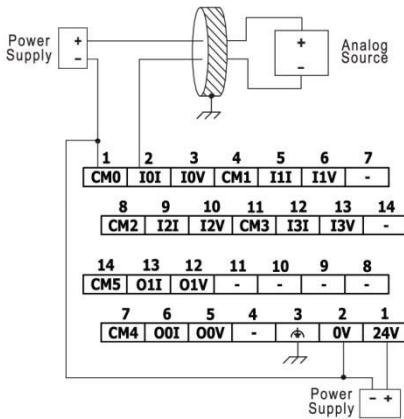 Power Supply
+
-
+
-
Analog Source
1 2 3 4 5 6 7
CM0 I0I I0V CM1 I1I I1V -
8 9 10 11 12 13 14
CM2 I2I I2V CM3 I3I I3V -
14 13 12 11 10 9 8
CM5 O1I O1V - - - -
7 6 5 4 3 2 1
CM4 O0I O0V - 0V 24V
Power Supply
- +